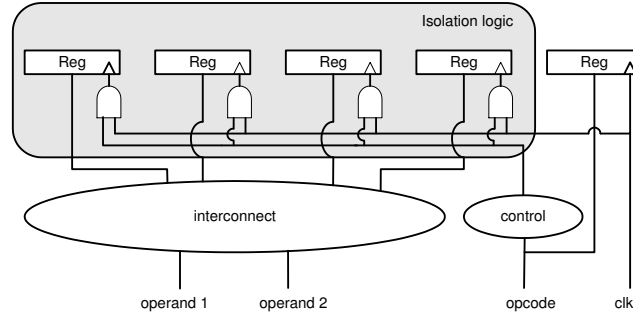 Isolation logic
Reg Reg Reg Reg Reg
interconnect control
operand 1 operand 2 opcode clk